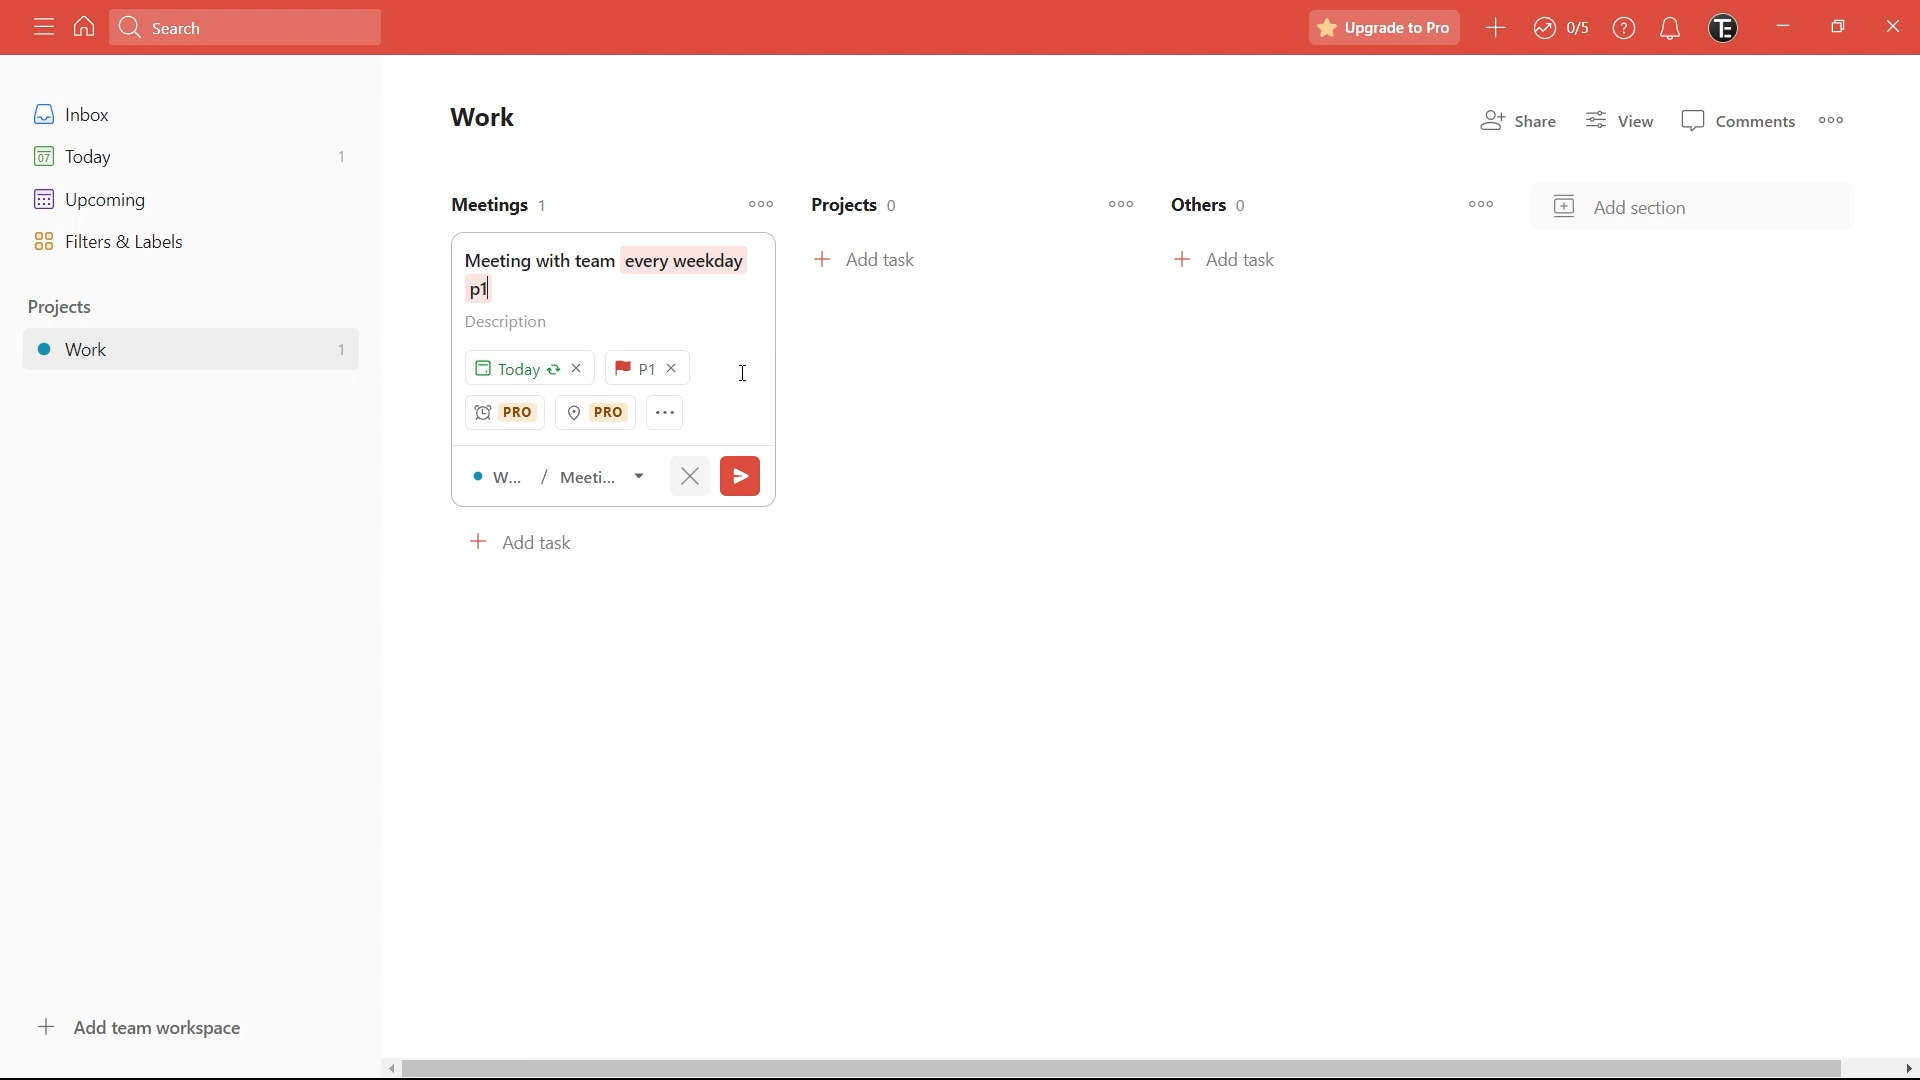 Search
Upgrade to Pro
0/5
TE
Inbox
07 Today 1
Upcoming
Filters & Labels
Projects
Work 1
Add team workspace
Work
Share
View
Comments
Meetings 1
Projects 0
Others 0
Add section
Meeting with team every weekday
p1
Description
Today
P1
PRO
PRO
W... / Meeti...
Add task
Add task
Add task